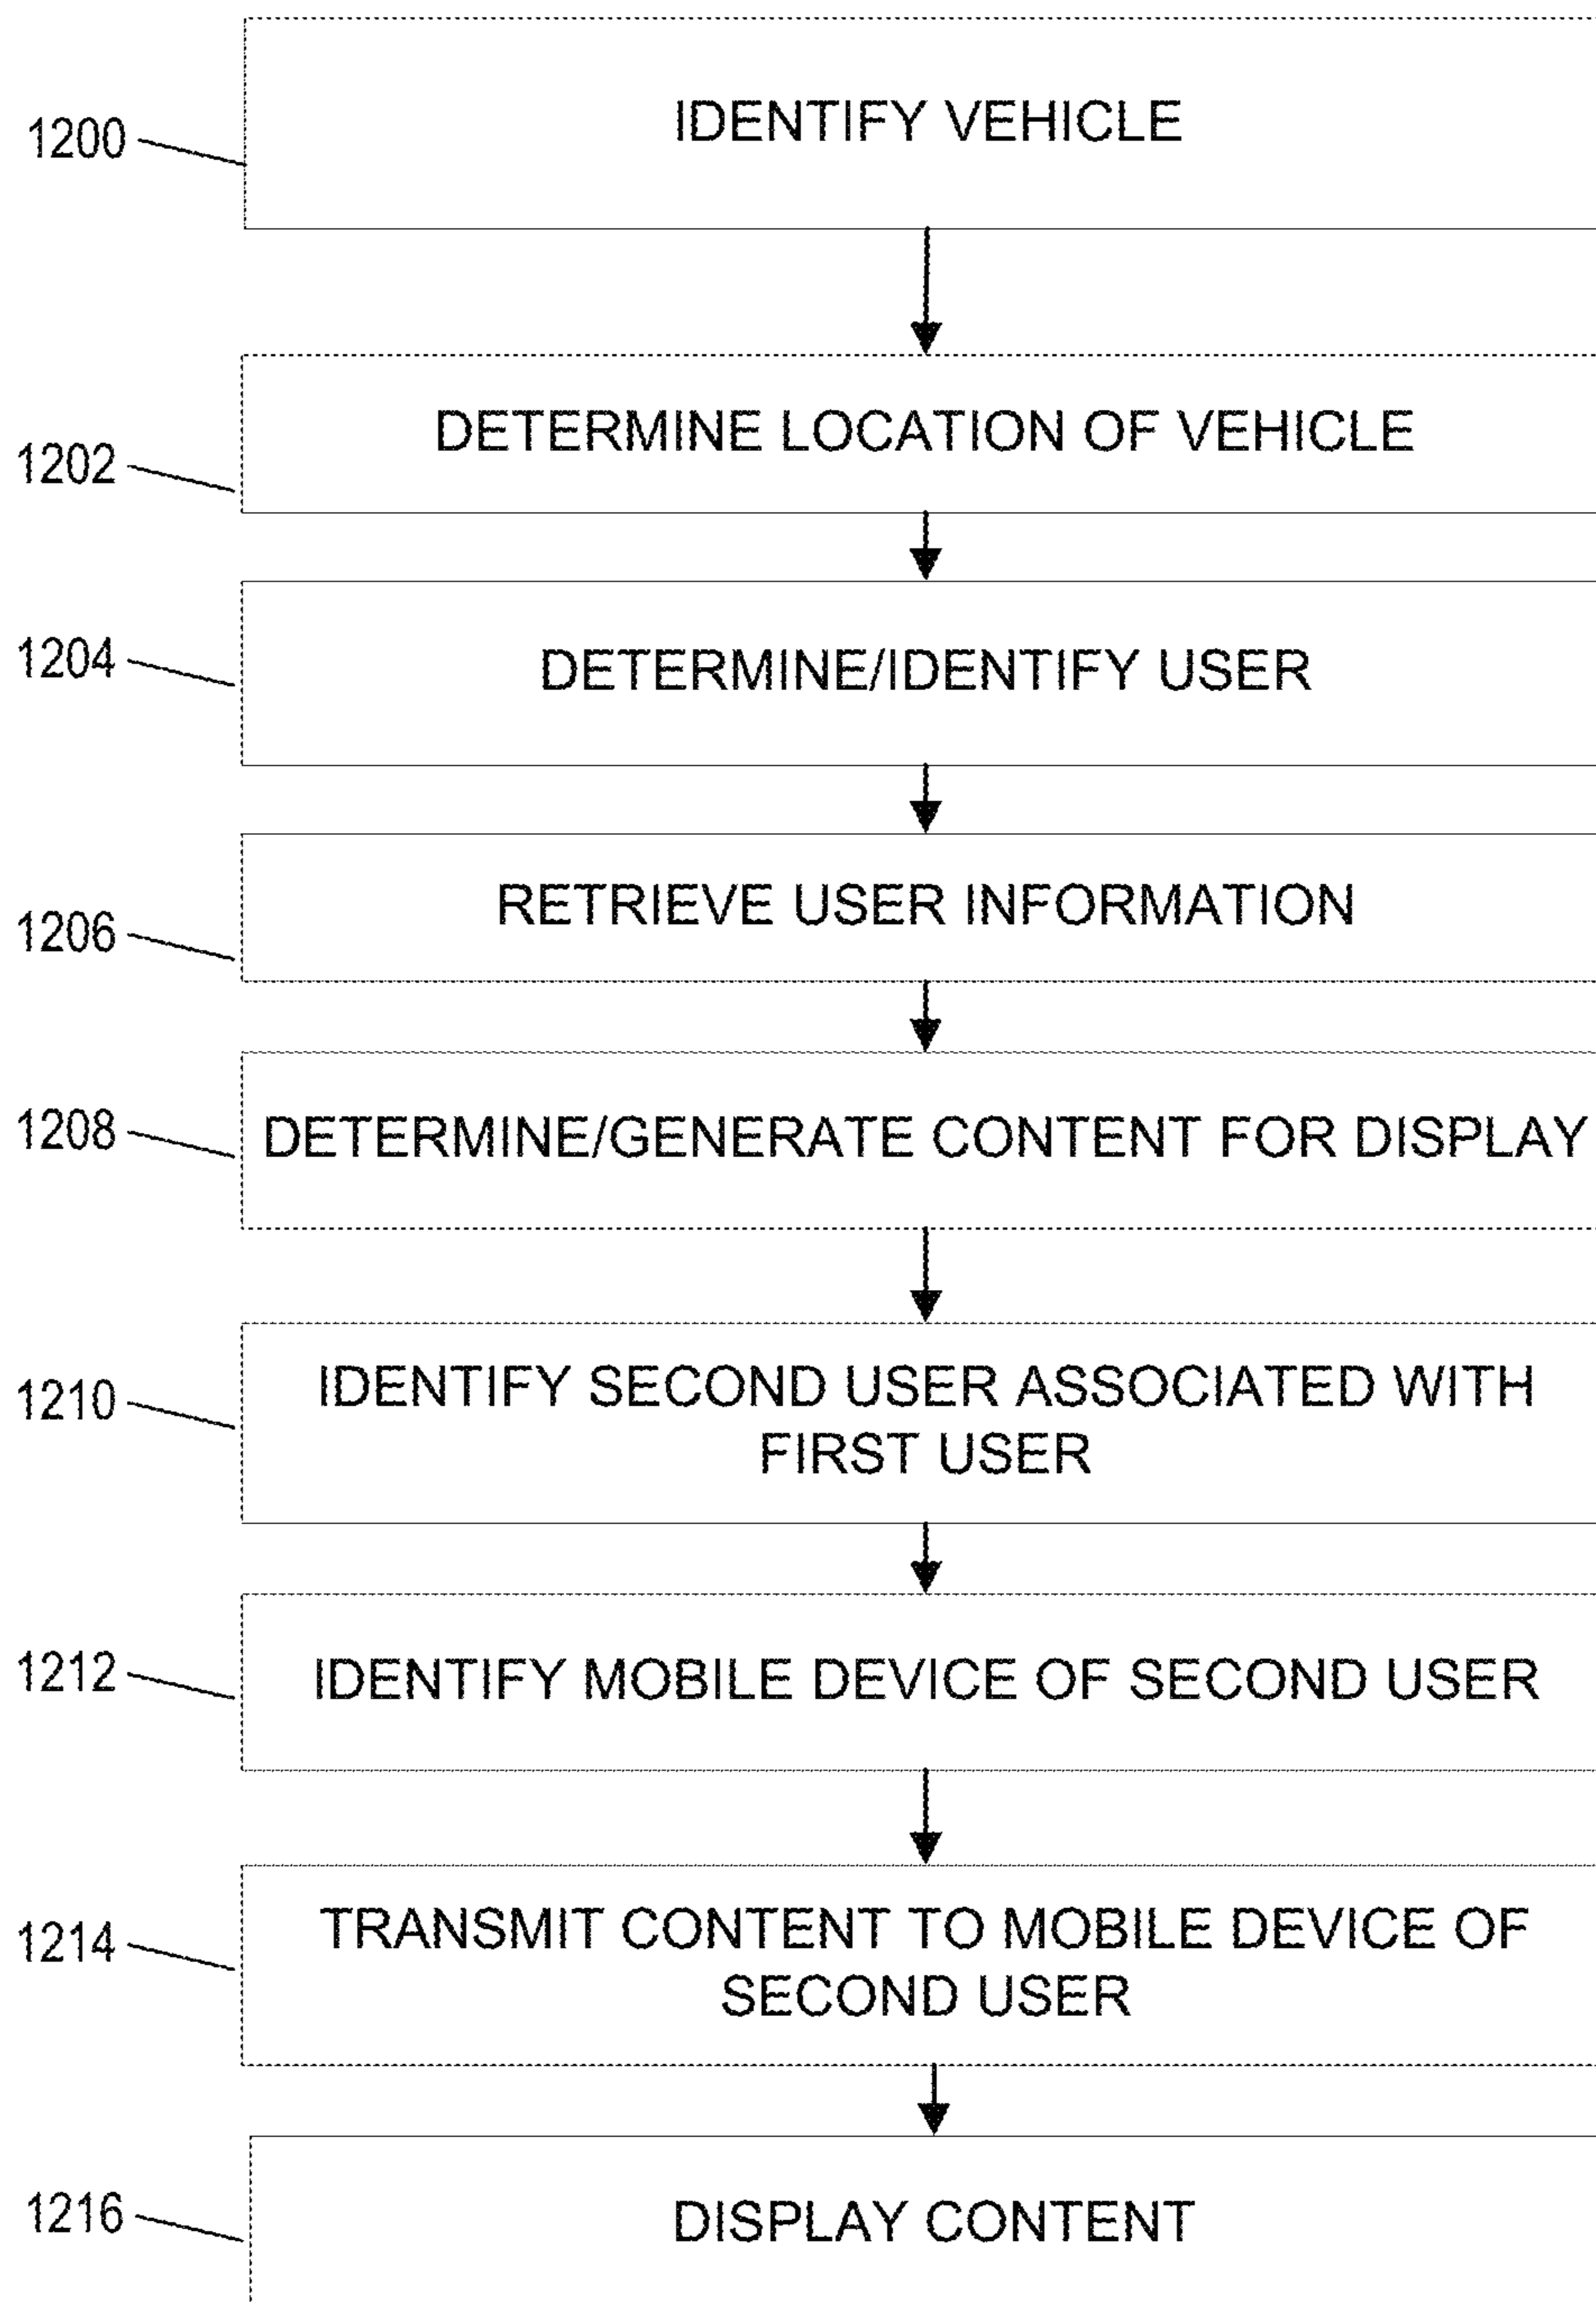 1200
IDENTIFY VEHICLE
1202
DETERMINE LOCATION OF VEHICLE
1204
DETERMINE/IDENTIFY USER
1206
RETRIEVE USER INFORMATION
1208
DETERMINE/GENERATE CONTENT FOR DISPLAY
1210
IDENTIFY SECOND USER ASSOCIATED WITH
FIRST USER
1212
IDENTIFY MOBILE DEVICE OF SECOND USER
1214
TRANSMIT CONTENT TO MOBILE DEVICE OF
SECOND USER
1216
DISPLAY CONTENT